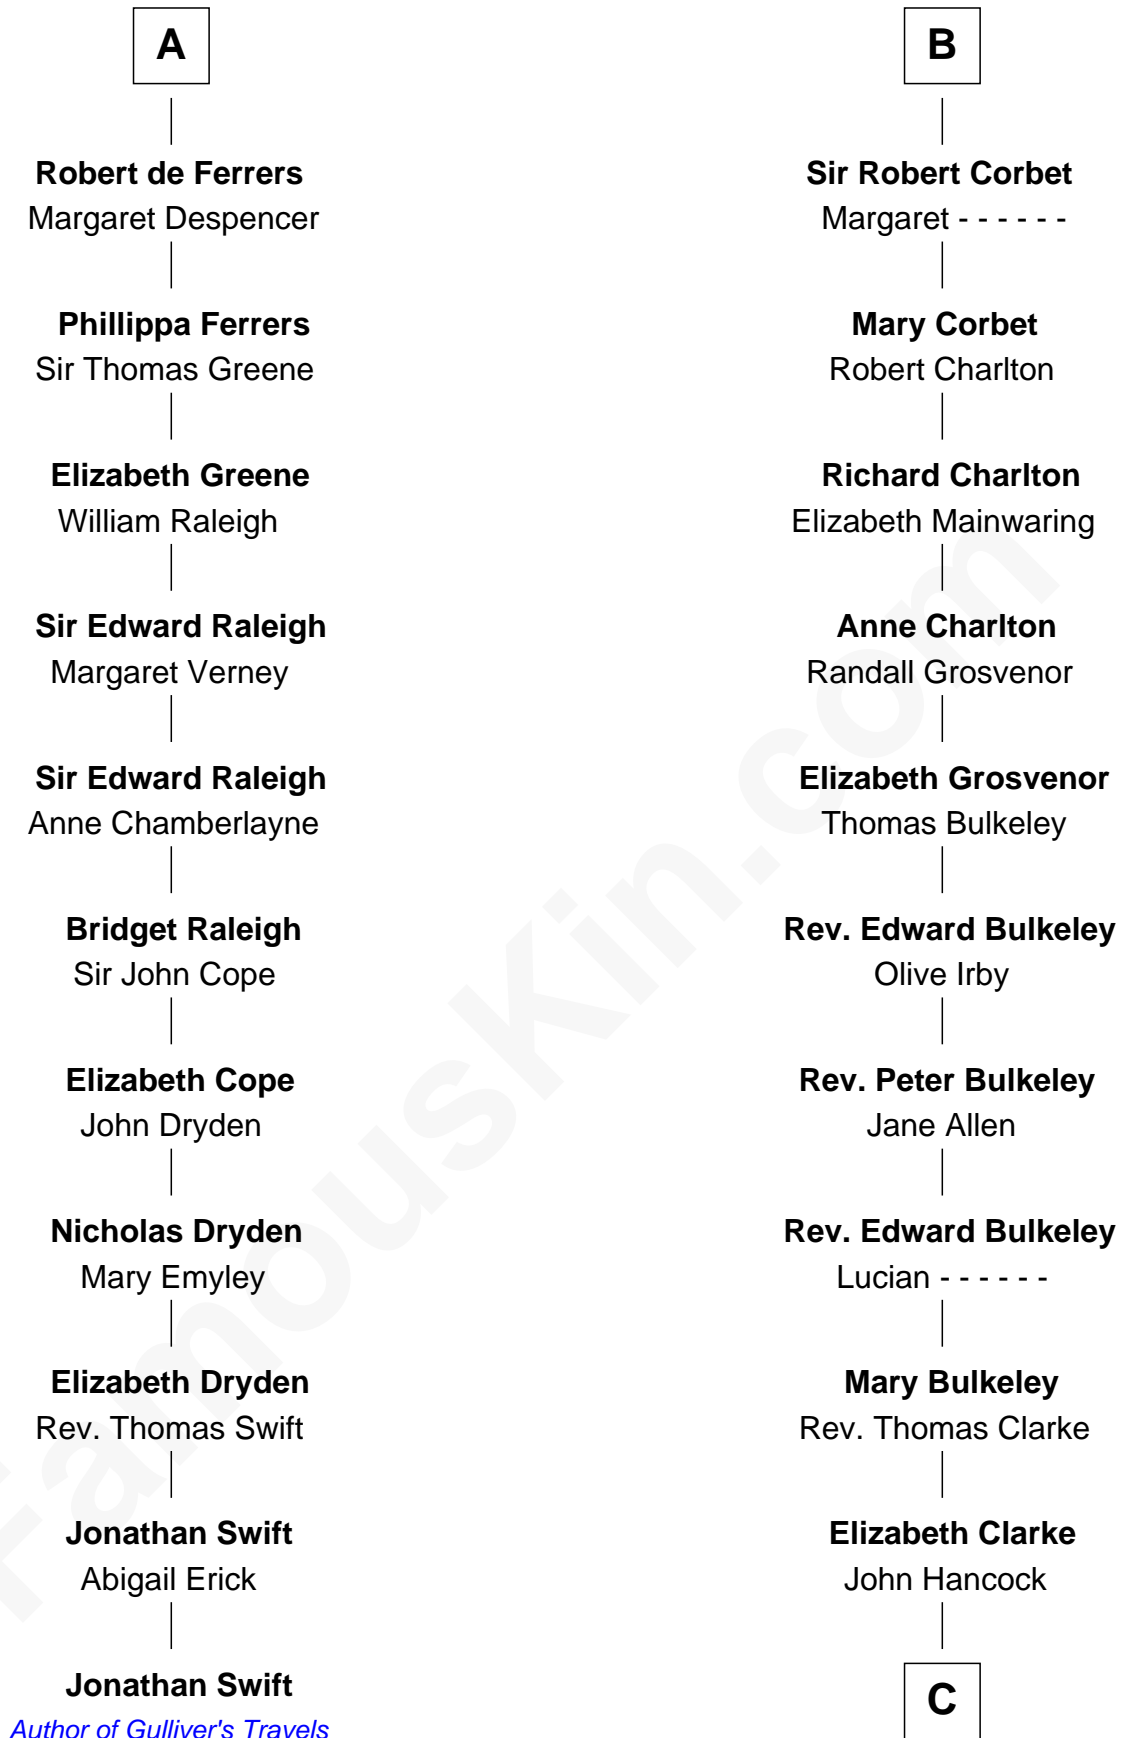 A
Robert de Ferrers
Margaret Despencer
Phillippa Ferrers
Sir Thomas Greene
Elizabeth Greene
William Raleigh
Sir Edward Raleigh
Margaret Verney
Sir Edward Raleigh
Anne Chamberlayne
Bridget Raleigh
Sir John Cope
Elizabeth Cope
John Dryden
Nicholas Dryden
Mary Emyley
Elizabeth Dryden
Rev. Thomas Swift
Jonathan Swift
Abigail Erick
Jonathan Swift
Author of Gulliver's Travels
B
Sir Robert Corbet
Margaret - - - - - -
Mary Corbet
Robert Charlton
Richard Charlton
Elizabeth Mainwaring
Anne Charlton
Randall Grosvenor
Elizabeth Grosvenor
Thomas Bulkeley
Rev. Edward Bulkeley
Olive Irby
Rev. Peter Bulkeley
Jane Allen
Rev. Edward Bulkeley
Lucian - - - - - -
Mary Bulkeley
Rev. Thomas Clarke
Elizabeth Clarke
John Hancock
C
FamousKin.com